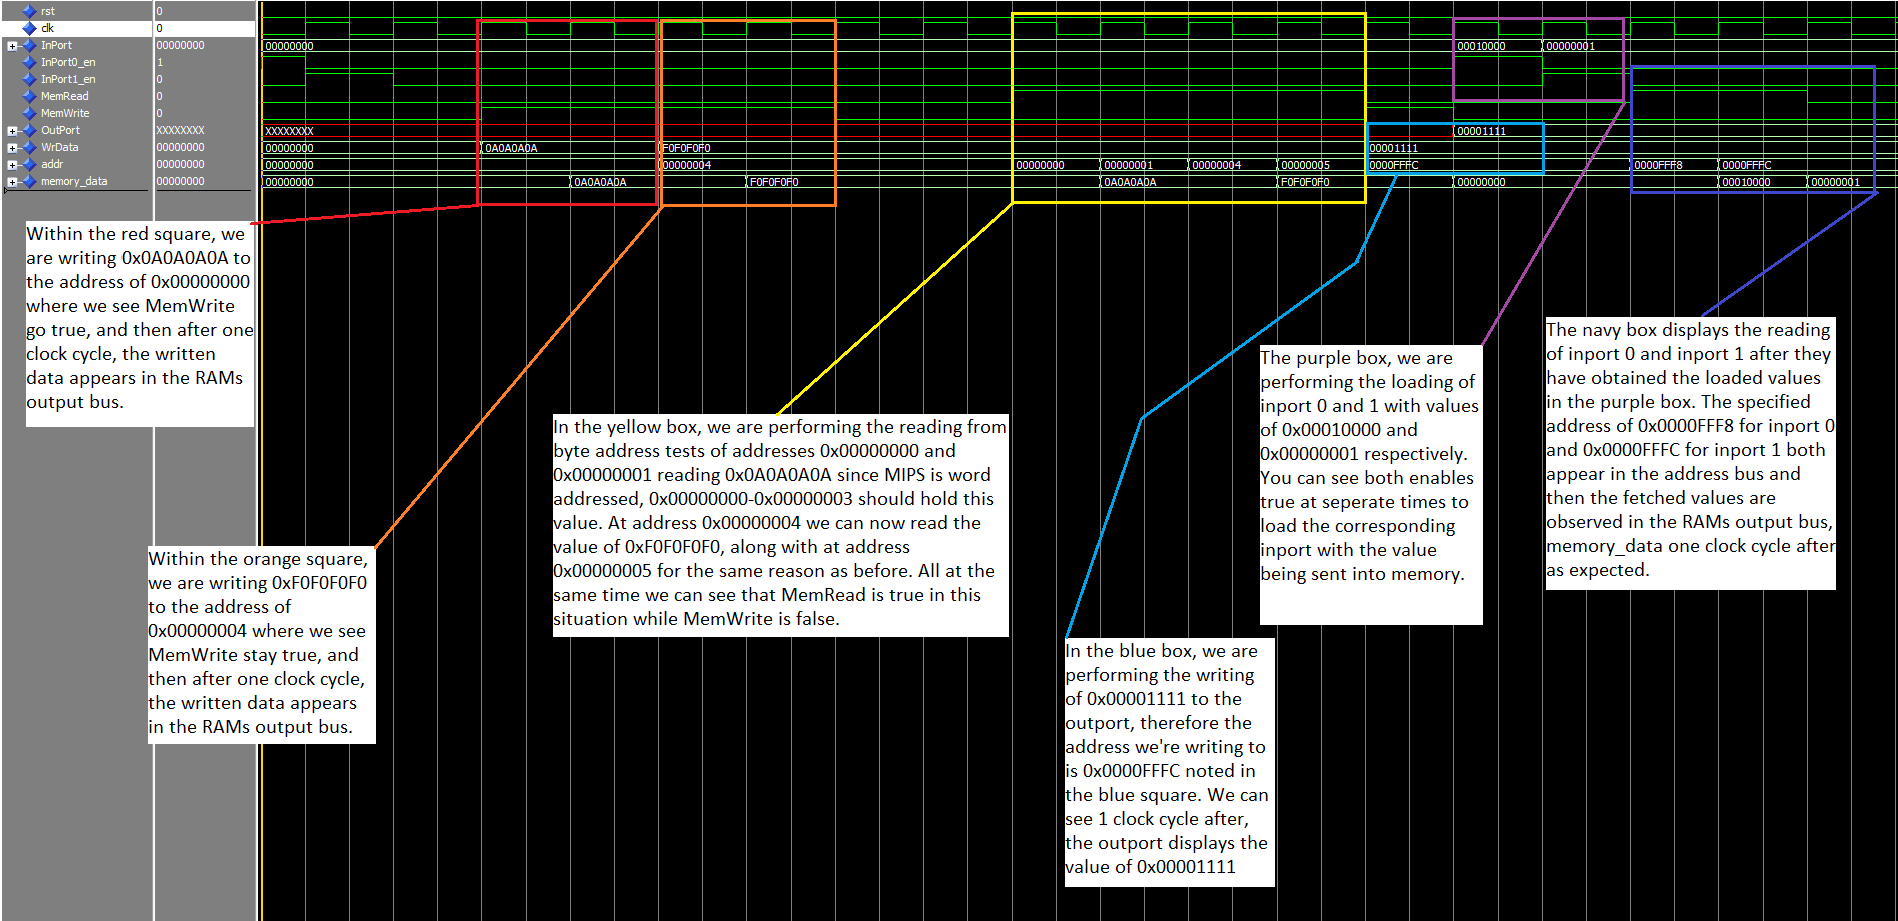 rst 0
clk 0
InPort 00000000 00000000 00010000 00000001
InPort0_en 1
InPort1_en 0
MemRead 0
MemWrite 0
OutPort XXXXXXXX XXXXXXXX 00001111
WrData 00000000 00000000 0A0A0A0A F0F0F0F0 00001111
addr 00000000 00000000 00000004 00000000 00000001 00000004 00000005 0000FFFC 0000FFF8 0000FFFC
memory_data 00000000 00000000 0A0A0A0A F0F0F0F0 0A0A0A0A F0F0F0F0 00000000 00010000 00000001
Within the red square, we
are writing 0x0A0A0A0A to
the address of 0x00000000
where we see MemWrite
go true, and then after one
clock cycle, the written
data appears in the RAMs
output bus.
Within the orange square,
we are writing 0xF0F0F0F0
to the address of
0x00000004 where we see
MemWrite stay true, and
then after one clock cycle,
the written data appears
in the RAMs output bus.
In the yellow box, we are performing the reading from
byte address tests of addresses 0x00000000 and
0x00000001 reading 0x0A0A0A0A since MIPS is word
addressed, 0x00000000-0x00000003 should hold this
value. At address 0x00000004 we can now read the
value of 0xF0F0F0F0, along with at address
0x00000005 for the same reason as before. All at the
same time we can see that MemRead is true in this
situation while MemWrite is false.
In the blue box, we are
performing the writing
of 0x00001111 to the
outport, therefore the
address we're writing to
is 0x0000FFFC noted in
the blue square. We can
see 1 clock cycle after,
the outport displays the
value of 0x00001111
The purple box, we are
performing the loading of
inport 0 and 1 with values
of 0x00010000 and
0x00000001 respectively.
You can see both enables
true at seperate times to
load the corresponding
inport with the value
being sent into memory.
The navy box displays the reading
of inport 0 and inport 1 after they
have obtained the loaded values
in the purple box. The specified
address of 0x0000FFF8 for inport 0
and 0x0000FFFC for inport 1 both
appear in the address bus and
then the fetched values are
observed in the RAMs output bus,
memory_data one clock cycle after
as expected.